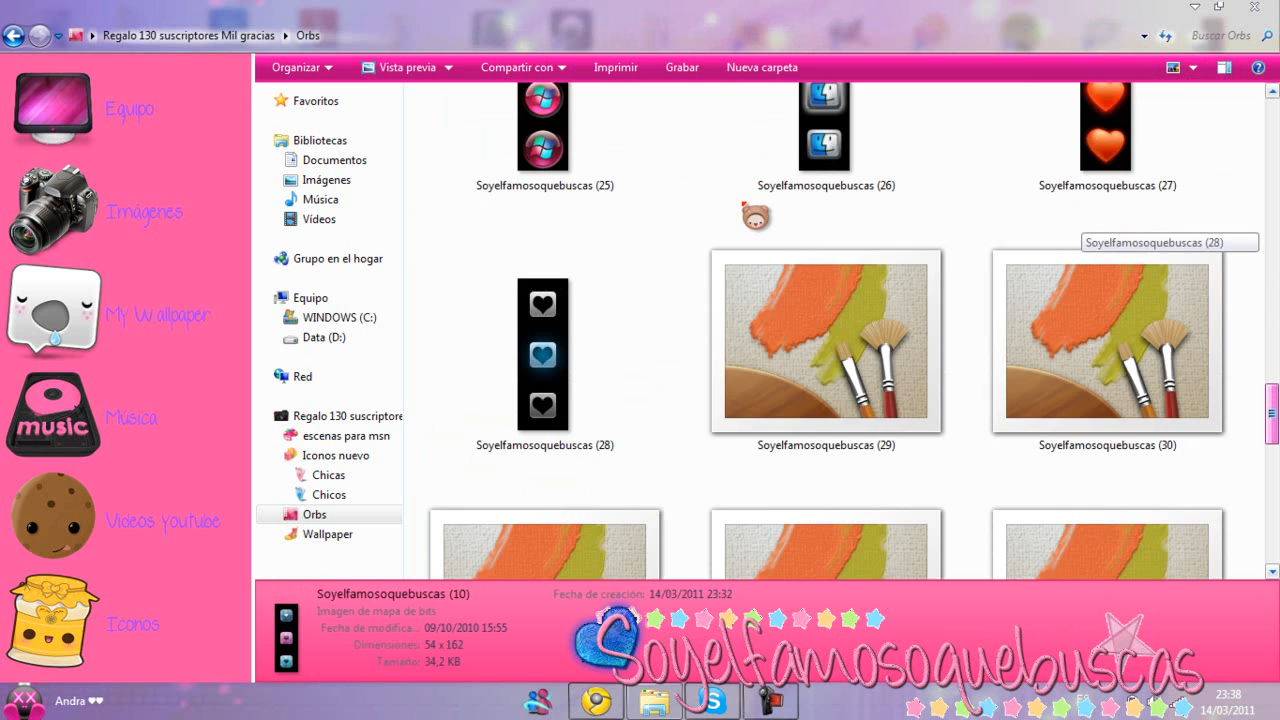 Regalo 130 suscriptores Mil gracias
Orbs
Buscar Orbs
Organizar
Vista previa
Compartir con
Imprimir
Grabar
Nueva carpeta
Equipo
Imágenes
My Wallpaper
music
Música
Videos youtube
Iconos
Favoritos
Bibliotecas
Documentos
Imágenes
Música
Vídeos
Grupo en el hogar
Equipo
WINDOWS (C:)
Data (D:)
Red
Regalo 130 suscriptore
escenas para msn
Iconos nuevo
Chicas
Chicos
Orbs
Wallpaper
Soyelfamosoquebuscas (25)
Soyelfamosoquebuscas (26)
Soyelfamosoquebuscas (27)
Soyelfamosoquebuscas (28)
Soyelfamosoquebuscas (28)
Soyelfamosoquebuscas (29)
Soyelfamosoquebuscas (30)
Soyelfamosoquebuscas (10)
Imagen de mapa de bits
Fecha de modifica... 09/10/2010 15:55
Dimensiones: 54 x 162
Tamaño: 34,2 KB
Fecha de creación: 14/03/2011 23:32
Soyelfamosoquebuscas
Andra ♥♥
23:38
14/03/2011